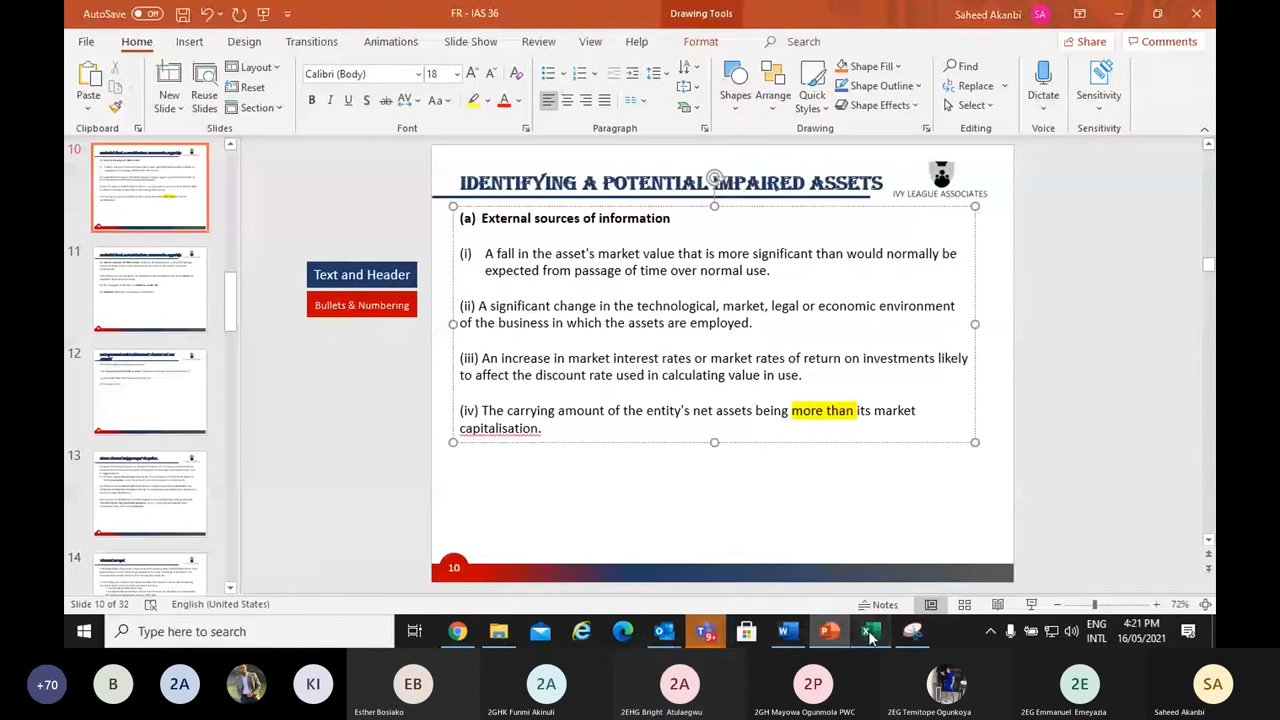 AutoSave Off
FR - IAS 36
Drawing Tools
Saheed Akanbi
SA
File Home Insert Design Transitions Animations Slide Show Review View Help Format Search
Share
Comments
Paste
Clipboard
New Slide
Reuse Slides
Layout
Reset
Section
Slides
Calibri (Body) 18
Font
Paragraph
Shapes
Arrange
Quick Styles
Shape Fill
Shape Outline
Shape Effects
Drawing
Find
Replace
Select
Editing
Dictate
Voice
Sensitivity
Sensitivity
10
11
12
13
14
Text and Header
Bullets & Numbering
IDENTIFYING A POTENTIAL IMPAIRED ASSETS
IVY LEAGUE ASSOCIATES
(a) External sources of information
(i) A fall in the asset's market value that is more significant than would normally be
expected from passage of time over normal use.
(ii) A significant change in the technological, market, legal or economic environment
of the business in which the assets are employed.
(iii) An increase in market interest rates or market rates of return on investments likely
to affect the discount rate used in calculating value in use.
(iv) The carrying amount of the entity's net assets being more than its market
capitalisation.
10
Slide 10 of 32
English (United States)
Notes
72%
Type here to search
9+
ENG
INTL
4:21 PM
16/05/2021
+70
B
2A
KI
EB
2A
2A
2P
2E
SA
Esther Bosiako
2GHK Funmi Akinuli
2EHG Bright Atulaegwu
2GH Mayowa Ogunmola PWC
2EG Temitope Ogunkoya
2EG Emmanuel Emeyazia
Saheed Akanbi